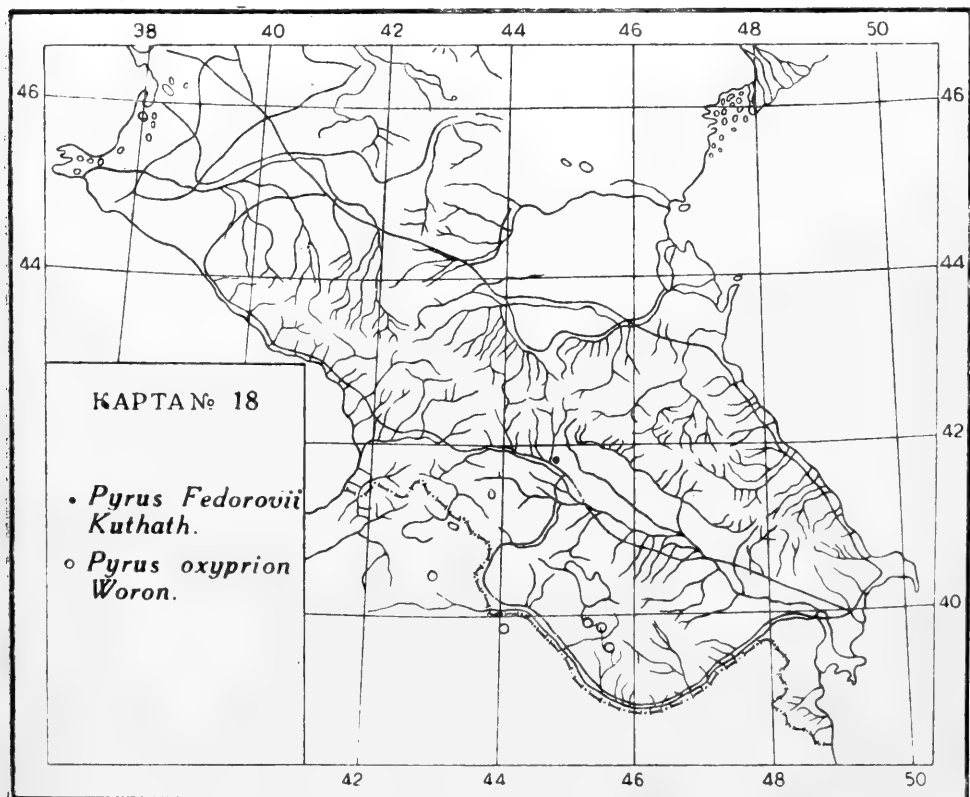 38 40 42 44 46 48 50
46 46
44 44
КАРТА № 18
42
• Pyrus Fedorovii
Kuthath.
○ Pyrus oxyprion
Woron.
40
42 44 46 48 50